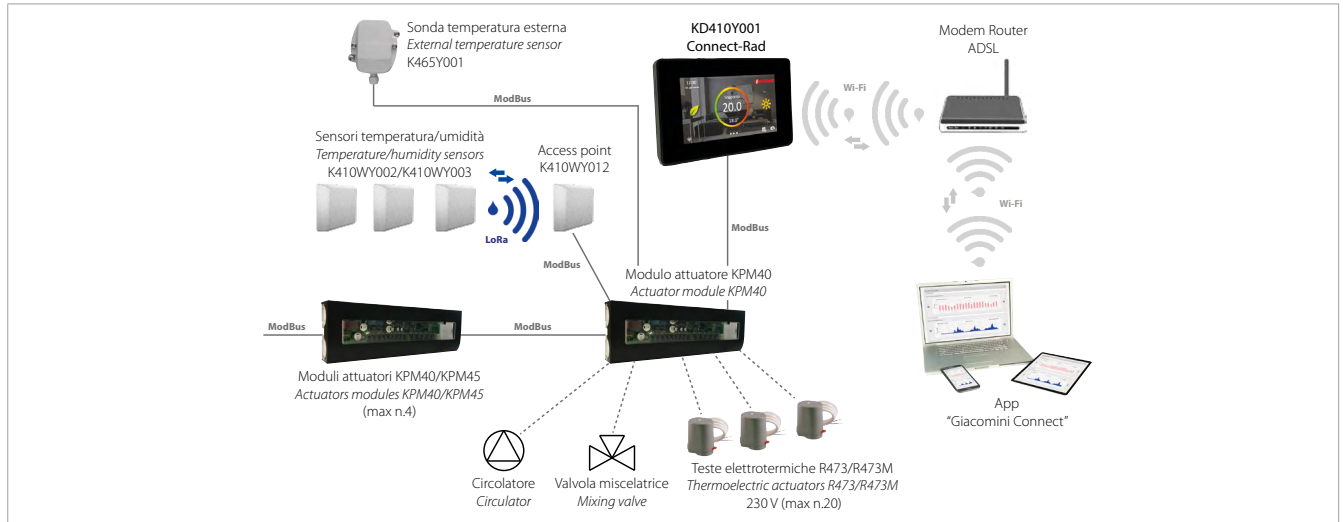 Sonda temperatura esterna
External temperature sensor
K465Y001
KD410Y001
Connect-Rad
Modem Router
ADSL
ModBus
20.0
Wi-Fi
Sensori temperatura/umidità
Temperature/humidity sensors
K410WY002/K410WY003
Access point
K410WY012
LoRa
ModBus
ModBus
Wi-Fi
Modulo attuatore KPM40
Actuator module KPM40
ModBus
ModBus
Moduli attuatori KPM40/KPM45
Actuators modules KPM40/KPM45
(max n.4)
App
“Giacomini Connect”
Circolatore
Circulator
Valvola miscelatrice
Mixing valve
Teste elettrotermiche R473/R473M
Thermoelectric actuators R473/R473M
230 V (max n.20)